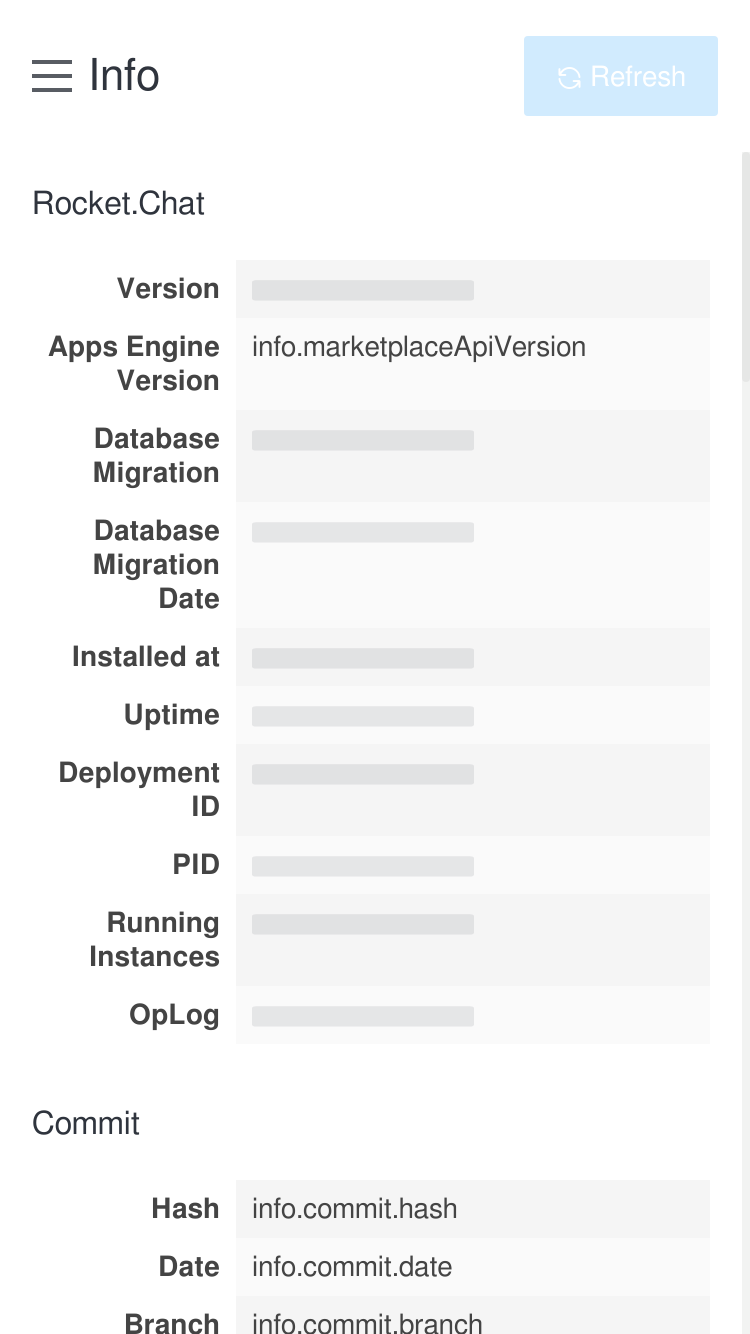 Info
Refresh
Rocket.Chat
Version
Apps Engine info.marketplaceApiVersion
Version
Database
Migration
Database
Migration
Date
Installed at
Uptime
Deployment
ID
PID
Running
Instances
OpLog
Commit
Hash info.commit.hash
Date info.commit.date
Branch info.commit.branch